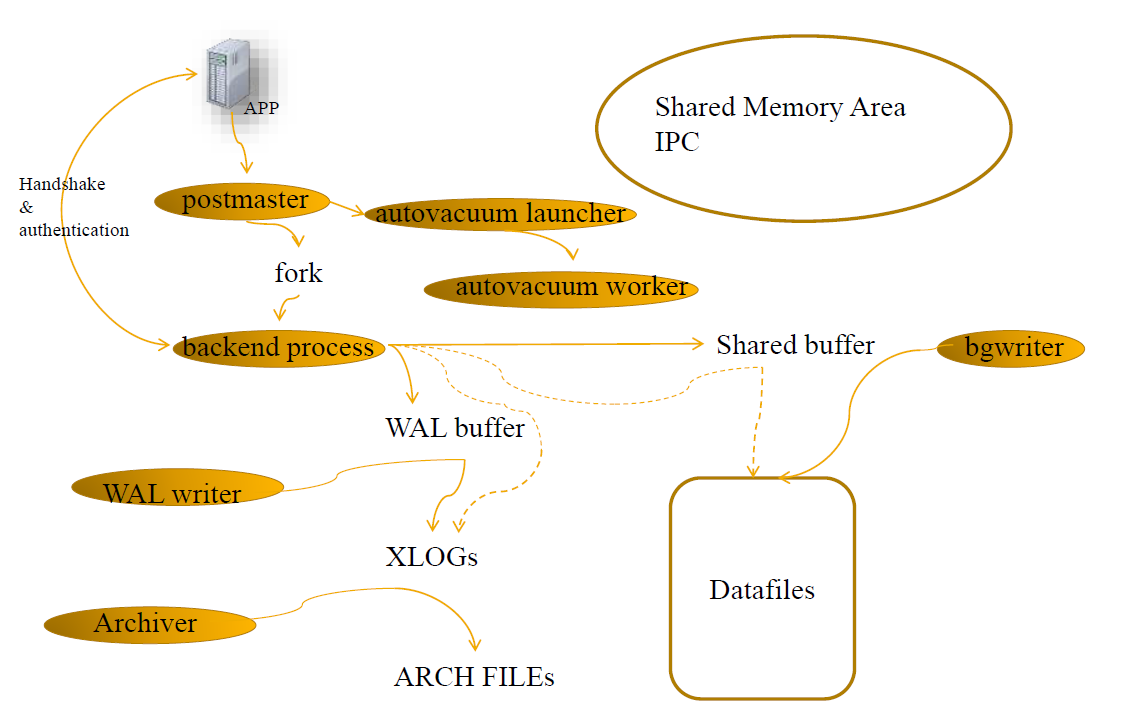 APP
Shared Memory Area
IPC
Handshake
&
authentication
postmaster
autovacuum launcher
fork
autovacuum worker
backend process
Shared buffer
bgwriter
WAL buffer
WAL writer
XLOGs
Datafiles
Archiver
ARCH FILEs